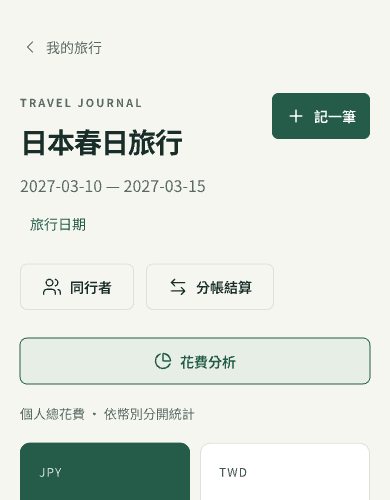 我的旅行
TRAVEL JOURNAL
記一筆
日本春日旅行
2027-03-10 — 2027-03-15
旅行日期
同行者
分帳結算
花費分析
個人總花費 · 依幣別分開統計
JPY
TWD